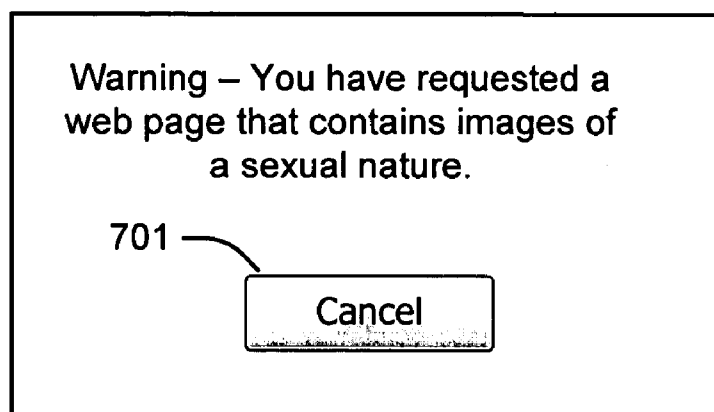 Warning – You have requested a
web page that contains images of
a sexual nature.
701
Cancel